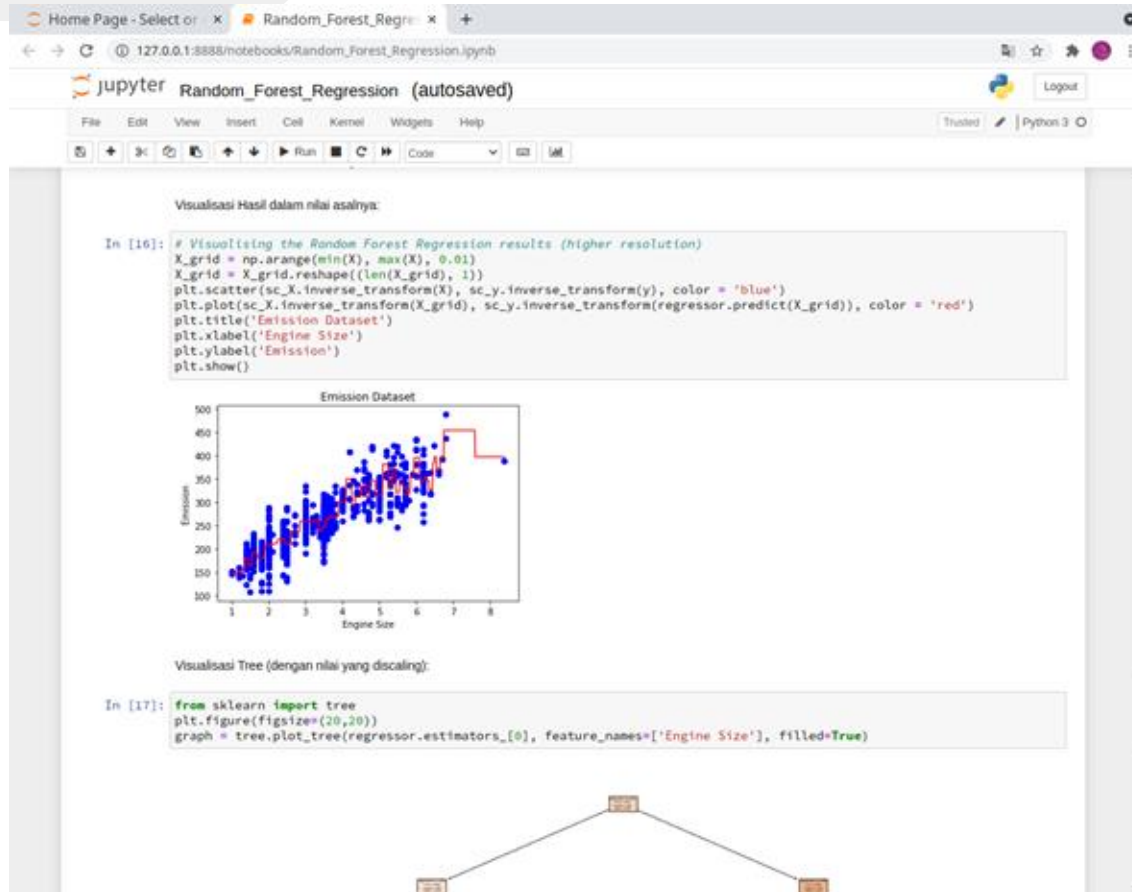 Home Page - Select or
Random_Forest_Regre
127.0.0.1:8888/notebooks/Random_Forest_Regression.ipynb
jupyter Random_Forest_Regression (autosaved)
Logout
File Edit View Insert Cell Kernel Widgets Help
Trusted Python 3
Run Code
Visualisasi Hasil dalam nilai asalnya:
In [16]: # Visualising the Random Forest Regression results (higher resolution)
X_grid = np.arange(min(X), max(X), 0.01)
X_grid = X_grid.reshape((len(X_grid), 1))
plt.scatter(sc_X.inverse_transform(X), sc_y.inverse_transform(y), color = 'blue')
plt.plot(sc_X.inverse_transform(X_grid), sc_y.inverse_transform(regressor.predict(X_grid)), color = 'red')
plt.title('Emission Dataset')
plt.xlabel('Engine Size')
plt.ylabel('Emission')
plt.show()
Emission Dataset
500
450
400
350
300
250
200
150
100
Emission
1 2 3 4 5 6 7 8
Engine Size
Visualisasi Tree (dengan nilai yang discaling):
In [17]: from sklearn import tree
plt.figure(figsize=(20,20))
graph = tree.plot_tree(regressor.estimators_[0], feature_names=['Engine Size'], filled=True)